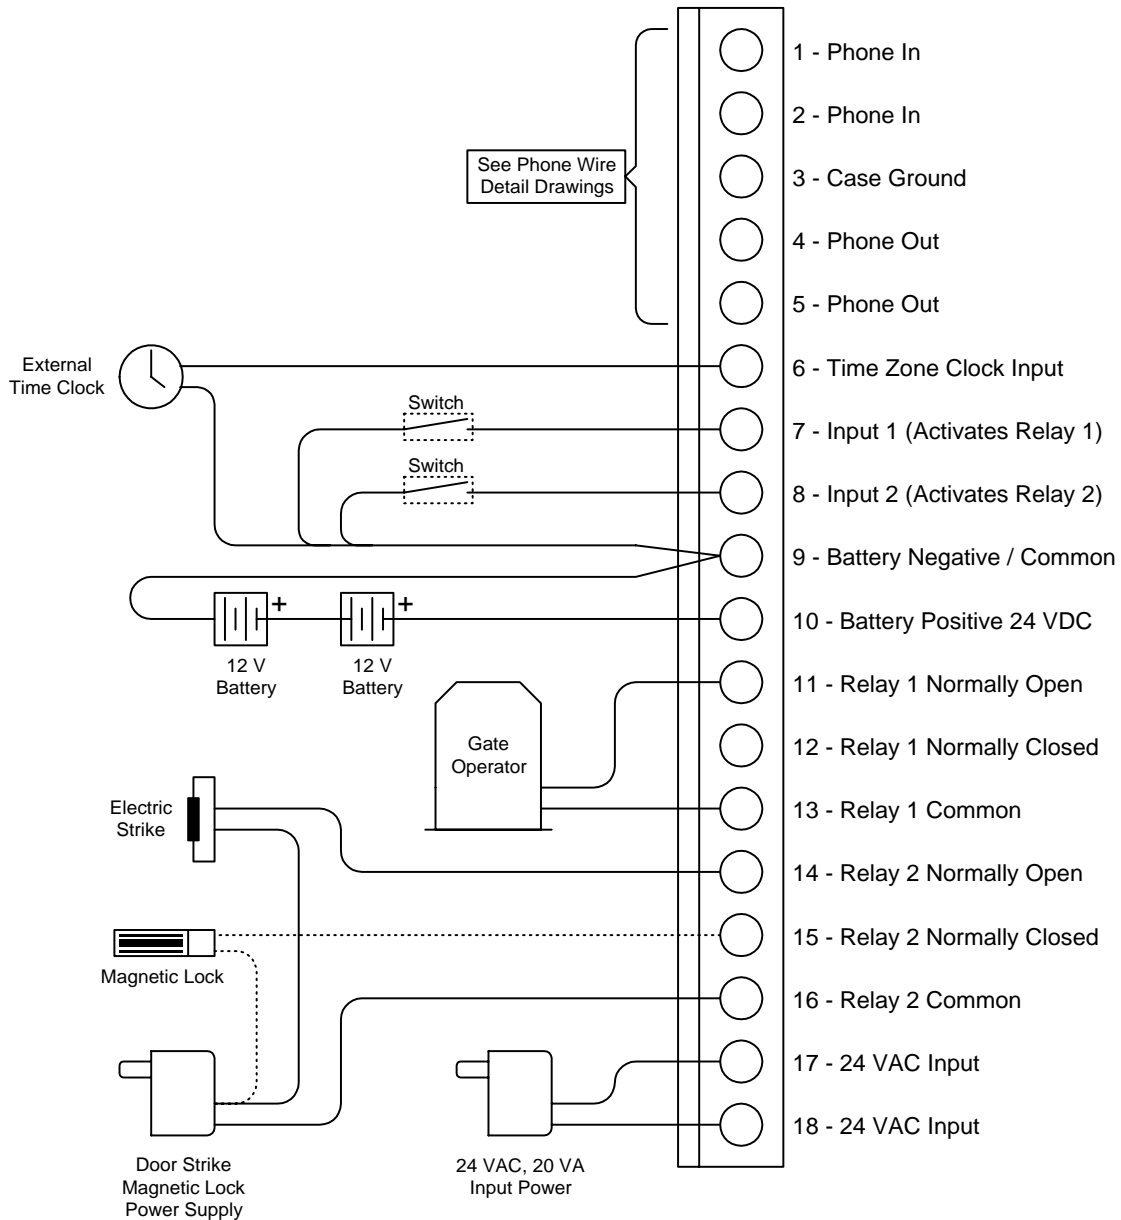 1 - Phone In
2 - Phone In
See Phone Wire
Detail Drawings
3 - Case Ground
4 - Phone Out
5 - Phone Out
External
Time Clock
6 - Time Zone Clock Input
Switch
7 - Input 1 (Activates Relay 1)
Switch
8 - Input 2 (Activates Relay 2)
9 - Battery Negative / Common
+
+
10 - Battery Positive 24 VDC
12 V
Battery
12 V
Battery
11 - Relay 1 Normally Open
Gate
Operator
12 - Relay 1 Normally Closed
Electric
Strike
13 - Relay 1 Common
14 - Relay 2 Normally Open
15 - Relay 2 Normally Closed
Magnetic Lock
16 - Relay 2 Common
17 - 24 VAC Input
18 - 24 VAC Input
Door Strike
Magnetic Lock
Power Supply
24 VAC, 20 VA
Input Power